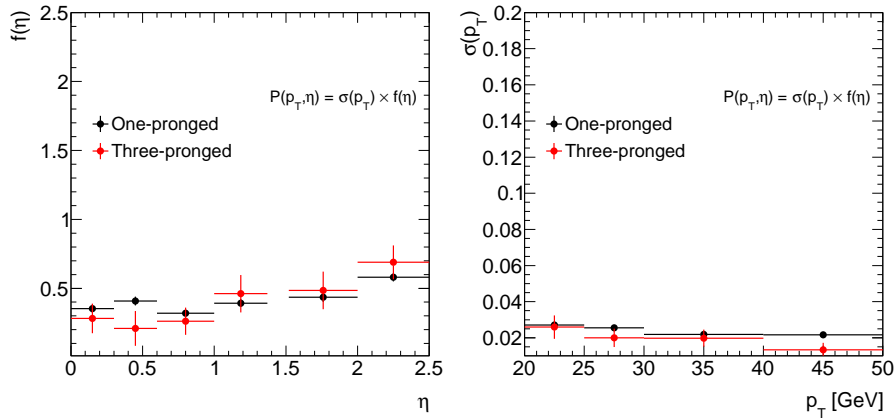 f(η)
2.5
2
1.5
1
0.5
0
0.5
1
1.5
2
2.5
η
P(p_T,η) = σ(p_T) × f(η)
One-pronged
Three-pronged
σ(p_T)
0.2
0.18
0.16
0.14
0.12
0.1
0.08
0.06
0.04
0.02
20
25
30
35
40
45
50
p_T [GeV]
P(p_T,η) = σ(p_T) × f(η)
One-pronged
Three-pronged